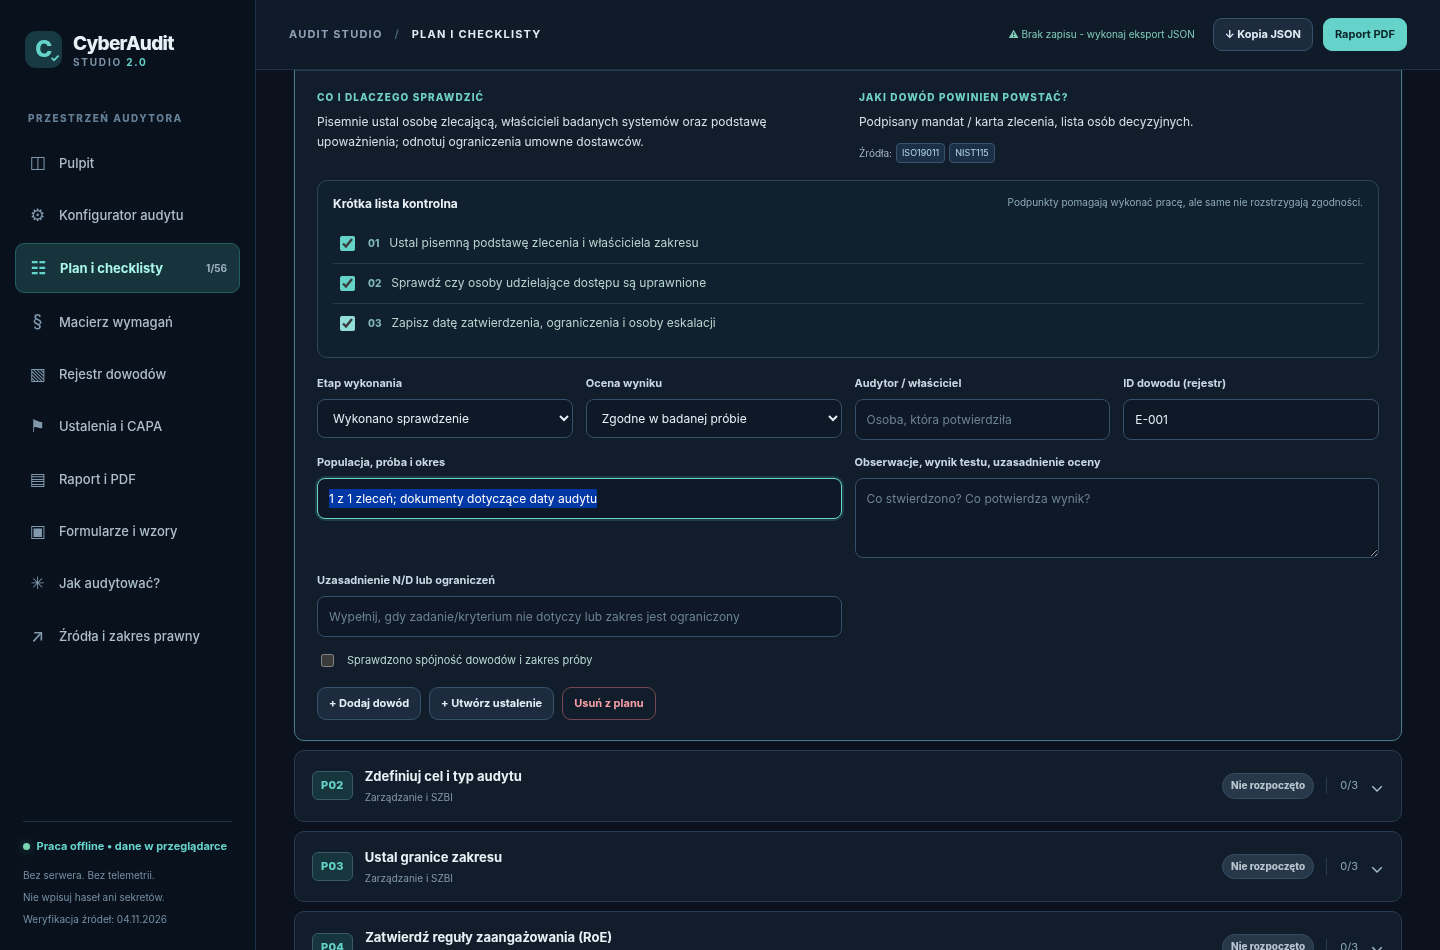 CyberAudit
STUDIO 2.0
PRZESTRZEŃ AUDYTORA
Pulpit
Konfigurator audytu
Plan i checklisty 1/56
§ Macierz wymagań
Rejestr dowodów
Ustalenia i CAPA
Raport i PDF
Formularze i wzory
Jak audytować?
Źródła i zakres prawny
Praca offline • dane w przeglądarce
Bez serwera. Bez telemetrii.
Nie wpisuj haseł ani sekretów.
Weryfikacja źródeł: 04.11.2026
AUDIT STUDIO / PLAN I CHECKLISTY
⚠ Brak zapisu - wykonaj eksport JSON
↓ Kopia JSON
Raport PDF
CO I DLACZEGO SPRAWDZIĆ
Pisemnie ustal osobę zlecającą, właścicieli badanych systemów oraz podstawę
upoważnienia; odnotuj ograniczenia umowne dostawców.
JAKI DOWÓD POWINIEN POWSTAĆ?
Podpisany mandat / karta zlecenia, lista osób decyzyjnych.
Źródła: ISO19011 NIST115
Krótka lista kontrolna
Podpunkty pomagają wykonać pracę, ale same nie rozstrzygają zgodności.
01 Ustal pisemną podstawę zlecenia i właściciela zakresu
02 Sprawdź czy osoby udzielające dostępu są uprawnione
03 Zapisz datę zatwierdzenia, ograniczenia i osoby eskalacji
Etap wykonania
Wykonano sprawdzenie
Ocena wyniku
Zgodne w badanej próbie
Audytor / właściciel
Osoba, która potwierdziła
ID dowodu (rejestr)
E-001
Populacja, próba i okres
1 z 1 zleceń; dokumenty dotyczące daty audytu
Obserwacje, wynik testu, uzasadnienie oceny
Co stwierdzono? Co potwierdza wynik?
Uzasadnienie N/D lub ograniczeń
Wypełnij, gdy zadanie/kryterium nie dotyczy lub zakres jest ograniczony
Sprawdzono spójność dowodów i zakres próby
+ Dodaj dowód
+ Utwórz ustalenie
Usuń z planu
P02 Zdefiniuj cel i typ audytu
Zarządzanie i SZBI
Nie rozpoczęto 0/3
P03 Ustal granice zakresu
Zarządzanie i SZBI
Nie rozpoczęto 0/3
P04 Zatwierdź reguły zaangażowania (RoE)
Nie rozpoczęto 0/3